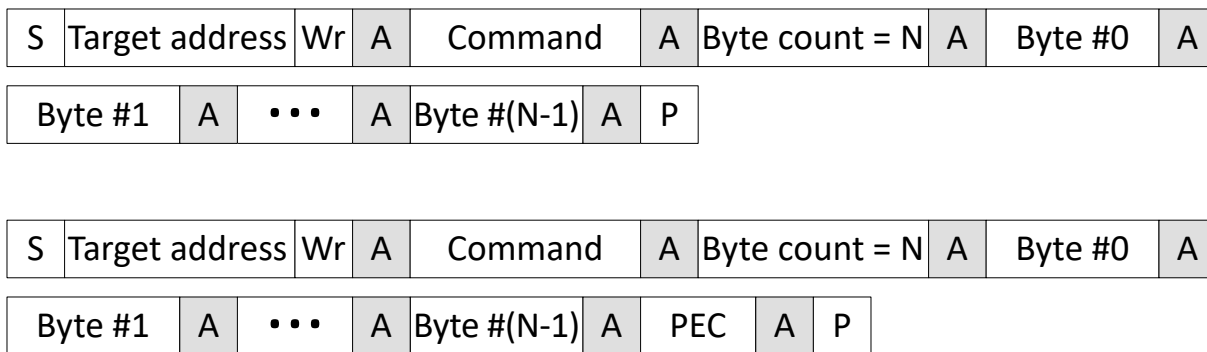 S Target address Wr A Command A Byte count = N A Byte #0 A
Byte #1 A ••• A Byte #(N-1) A P
S Target address Wr A Command A Byte count = N A Byte #0 A
Byte #1 A ••• A Byte #(N-1) A PEC A P